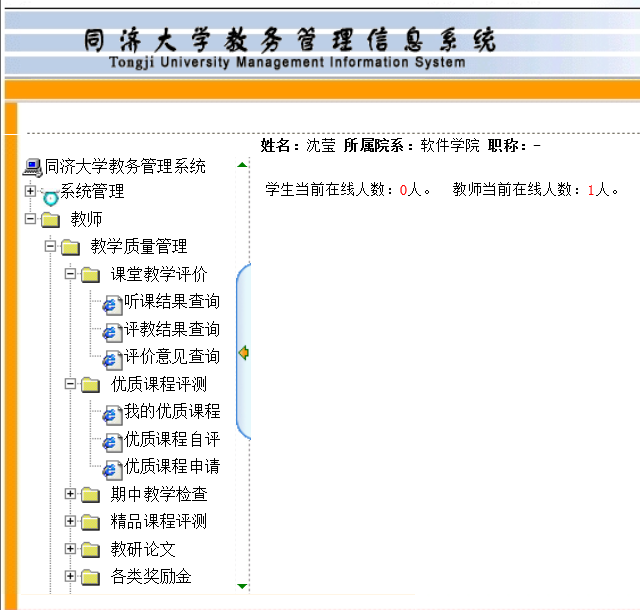 同济大学教务管理信息系统
Tongji University Management Information System
姓名：沈莹 所属院系：软件学院 职称：-
学生当前在线人数：0人。 教师当前在线人数：1人。
同济大学教务管理系统
系统管理
教师
教学质量管理
课堂教学评价
听课结果查询
评教结果查询
评价意见查询
优质课程评测
我的优质课程
优质课程自评
优质课程申请
期中教学检查
精品课程评测
教研论文
各类奖励金